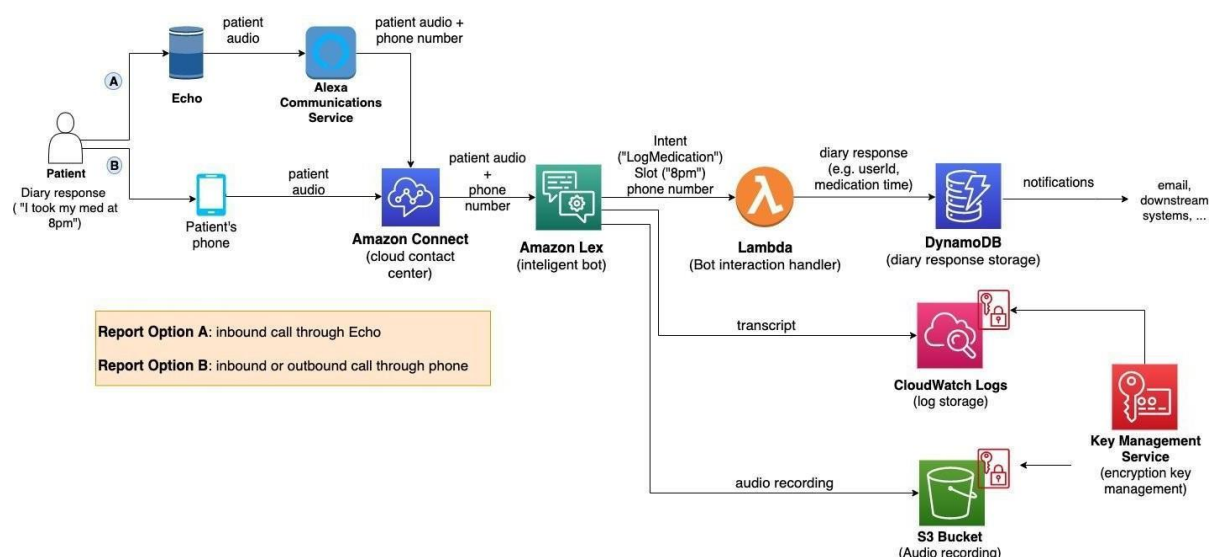 patient
audio
patient audio +
phone number
A
Echo
Alexa
Communications
Service
B
Patient
Diary response
( "I took my med at
8pm")
Patient's
phone
patient
audio
Amazon Connect
(cloud contact
center)
patient audio
+
phone
number
Amazon Lex
(inteligent bot)
Intent
("LogMedication")
Slot ("8pm")
phone number
Lambda
(Bot interaction handler)
diary response
(e.g. userId,
medication time)
DynamoDB
(diary response storage)
notifications
email,
downstream
systems, ...
Report Option A: inbound call through Echo
Report Option B: inbound or outbound call through phone
transcript
CloudWatch Logs
(log storage)
Key Management
Service
(encryption key
management)
audio recording
S3 Bucket
(Audio recording)